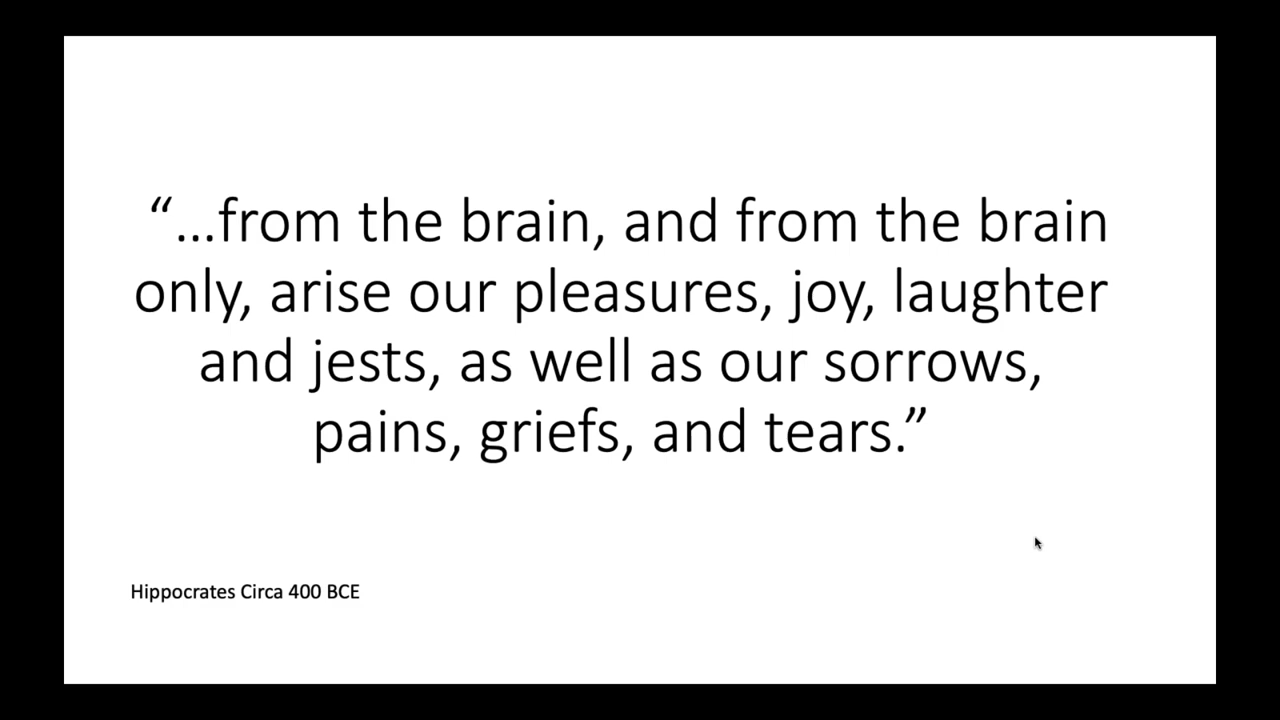 “...from the brain, and from the brain
only, arise our pleasures, joy, laughter
and jests, as well as our sorrows,
pains, griefs, and tears.”
Hippocrates Circa 400 BCE